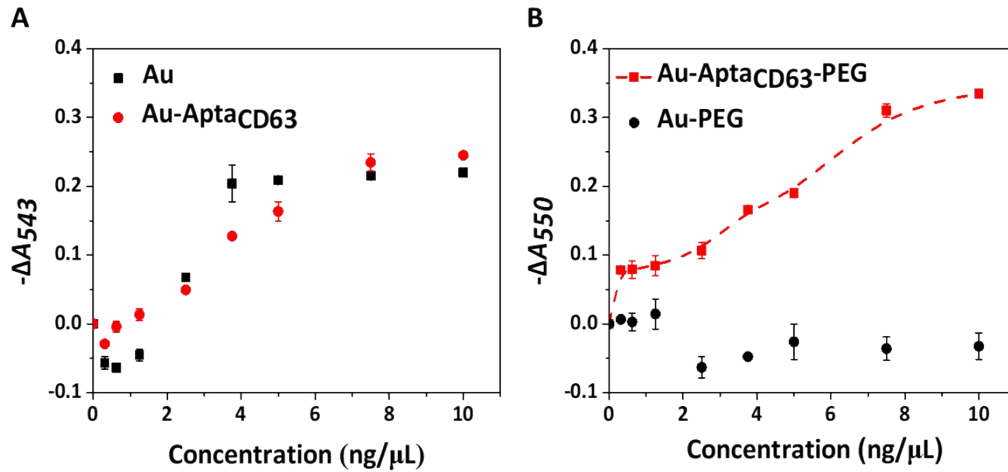 A
-ΔA543
0.4
0.3
0.2
0.1
0.0
-0.1
Au
Au-AptaCD63
0 2 4 6 8 10
Concentration (ng/μL)
B
-ΔA550
0.4
0.3
0.2
0.1
0.0
-0.1
Au-AptaCD63-PEG
Au-PEG
0 2 4 6 8 10
Concentration (ng/μL)